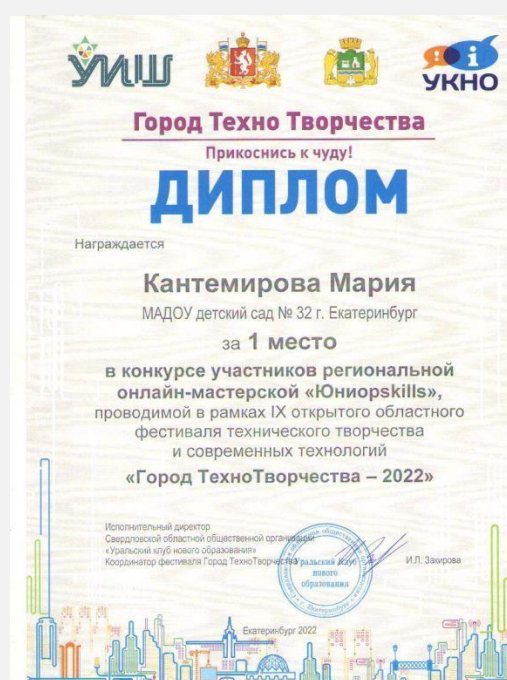 УИШ
УКНО
Город Техно Творчества
Прикоснись к чуду!
ДИПЛОМ
Награждается
Кантемирова Мария
МАДОУ детский сад № 32 г. Екатеринбург
за 1 место
в конкурсе участников региональной
онлайн-мастерской «Юниорskills»,
проводимой в рамках IX открытого областного
фестиваля технического творчества
и современных технологий
«Город ТехноТворчества – 2022»
Исполнительный директор
Свердловской областной общественной организации
«Уральский клуб нового образования»
Координатор фестиваля Город ТехноТворчества
Уральский клуб
нового
образования
И.Л. Закирова
Екатеринбург 2022